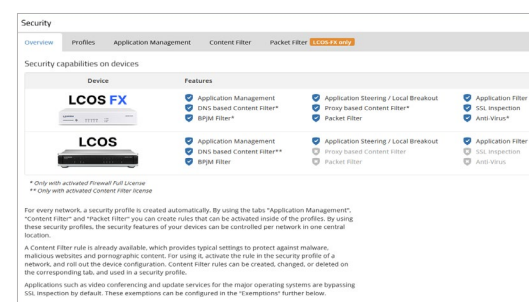 Security
Overview Profiles Application Management Content Filter Packet Filter LCOS FX only
Security capabilities on devices
Device Features
LCOS FX
Application Management Application Steering / Local Breakout Application Filter
DNS based Content Filter* Proxy based Content Filter* SSL Inspection
BPjM Filter* Packet Filter Anti-Virus*
LCOS
Application Management Application Steering / Local Breakout Application Filter
DNS based Content Filter** Proxy based Content Filter SSL Inspection
BPjM Filter Packet Filter Anti-Virus
* Only with activated Firewall Full License
** Only with activated Content Filter license
For every network, a security profile is created automatically. By using the tabs "Application Management",
"Content Filter" and "Packet Filter" you can create rules that can be activated inside of the profiles. By using
these security profiles, the security features of your devices can be controlled per network in one central
location.
A Content Filter rule is already available, which provides typical settings to protect against malware,
malicious websites and pornographic content. For using it, activate the rule in the security profile of a
network, and roll out the device configuration. Content Filter rules can be created, changed, or deleted on
the corresponding tab, and used in a security profile.
Applications such as video conferencing and update services for the major operating systems are bypassing
SSL inspection by default. These exemptions can be configured in the "Exemptions" further below.